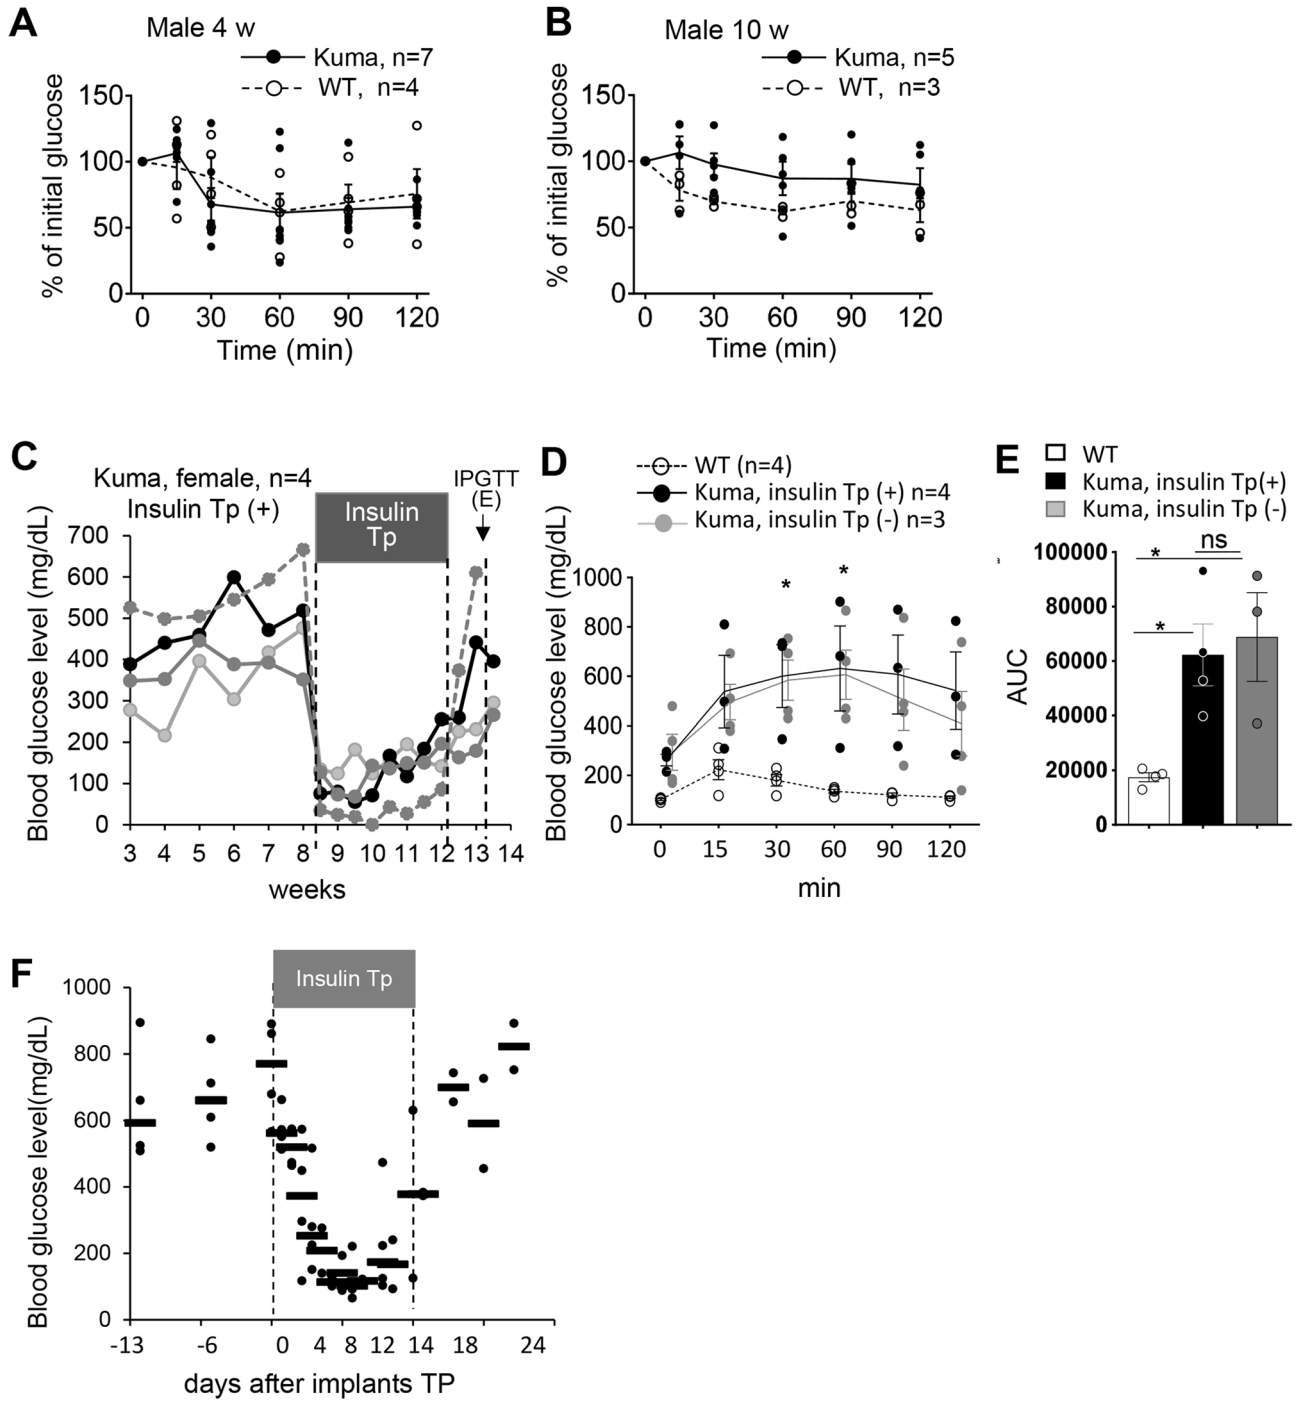 A
Male 4 w
Kuma, n=7
WT, n=4
% of initial glucose
150
100
50
0
0 30 60 90 120
Time (min)
B
Male 10 w
Kuma, n=5
WT, n=3
% of initial glucose
150
100
50
0
0 30 60 90 120
Time (min)
C
Kuma, female, n=4
Insulin Tp (+)
Insulin
Tp
IPGTT
(E)
Blood glucose level (mg/dL)
700
600
500
400
300
200
100
0
3 4 5 6 7 8 9 10 11 12 13 14
weeks
D
WT (n=4)
Kuma, insulin Tp (+) n=4
Kuma, insulin Tp (-) n=3
Blood glucose level (mg/dL)
1000
800
600
400
200
0
* *
0 15 30 60 90 120
min
E
WT
Kuma, insulin Tp(+)
Kuma, insulin Tp (-)
a
AUC
100000
80000
60000
40000
20000
0
* ns
*
F
Insulin Tp
Blood glucose level(mg/dL)
1000
800
600
400
200
0
-13 -6 0 4 8 12 14 18 24
days after implants TP